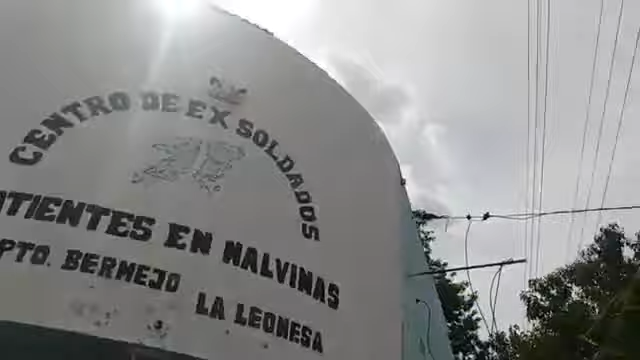 CENTRO DE EX SOLDADOS
TIENTES EN MALVINAS
PTO. BERMEJO LA LEONESA